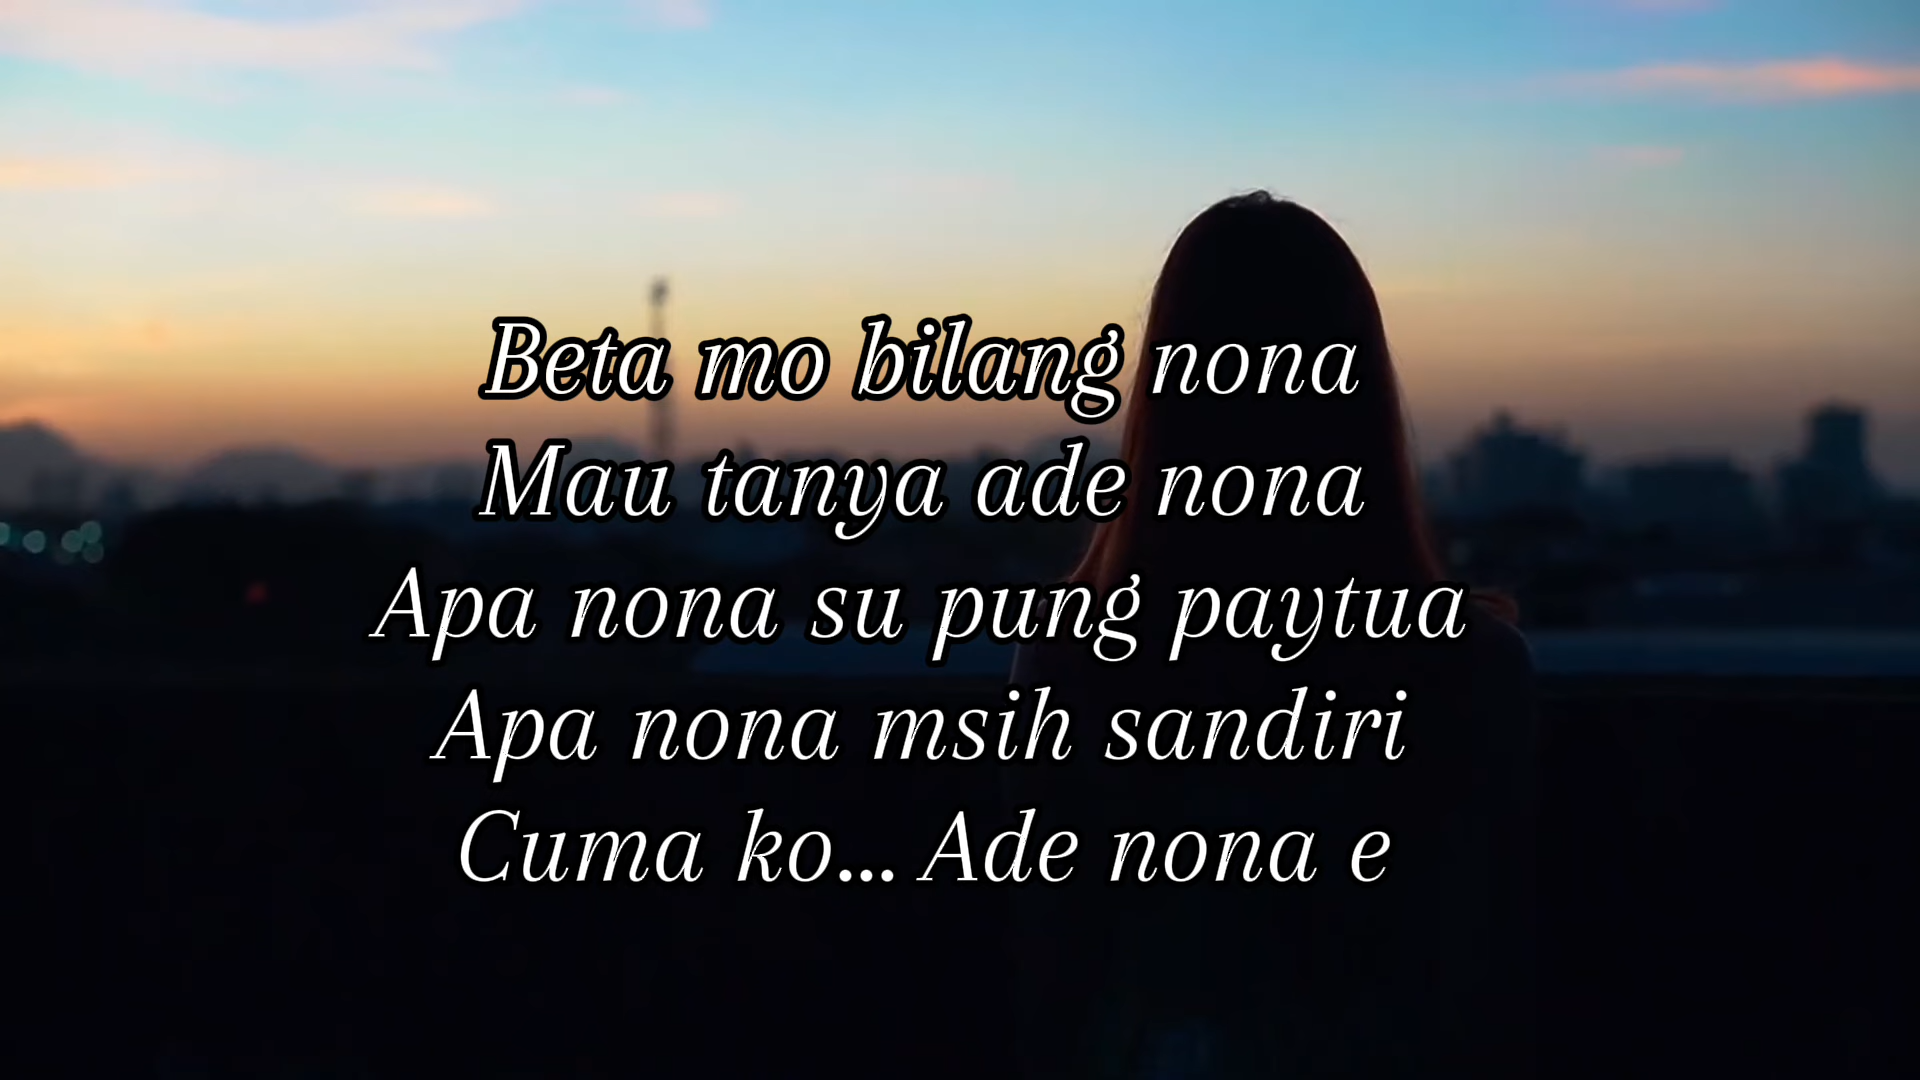 Beta mo bilang nona
Mau tanya ade nona
Apa nona su pung paytua
Apa nona msih sandiri
Cuma ko... Ade nona e